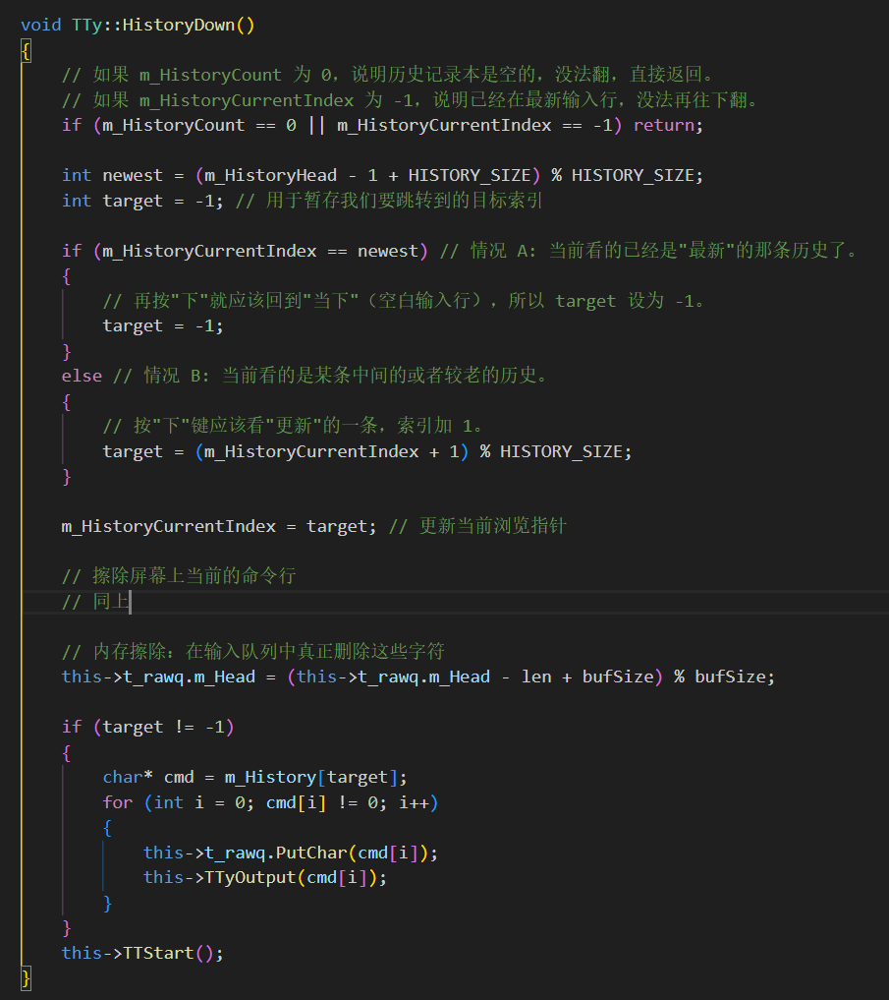 void TTy::HistoryDown()
{
    // 如果 m_HistoryCount 为 0，说明历史记录本是空的，没法翻，直接返回。
    // 如果 m_HistoryCurrentIndex 为 -1，说明已经在最新输入行，没法再往下翻。
    if (m_HistoryCount == 0 || m_HistoryCurrentIndex == -1) return;
    int newest = (m_HistoryHead - 1 + HISTORY_SIZE) % HISTORY_SIZE;
    int target = -1; // 用于暂存我们要跳转到的目标索引
    if (m_HistoryCurrentIndex == newest) // 情况 A: 当前看的已经是"最新"的那条历史了。
    {
        // 再按"下"就应该回到"当下"（空白输入行），所以 target 设为 -1。
        target = -1;
    }
    else // 情况 B: 当前看的是某条中间的或者较老的历史。
    {
        // 按"下"键应该看"更新"的一条，索引加 1。
        target = (m_HistoryCurrentIndex + 1) % HISTORY_SIZE;
    }
    m_HistoryCurrentIndex = target; // 更新当前浏览指针
    // 擦除屏幕上当前的命令行
    // 同上
    // 内存擦除：在输入队列中真正删除这些字符
    this->t_rawq.m_Head = (this->t_rawq.m_Head - len + bufSize) % bufSize;
    if (target != -1)
    {
        char* cmd = m_History[target];
        for (int i = 0; cmd[i] != 0; i++)
        {
            this->t_rawq.PutChar(cmd[i]);
            this->TTyOutput(cmd[i]);
        }
    }
    this->TTStart();
}